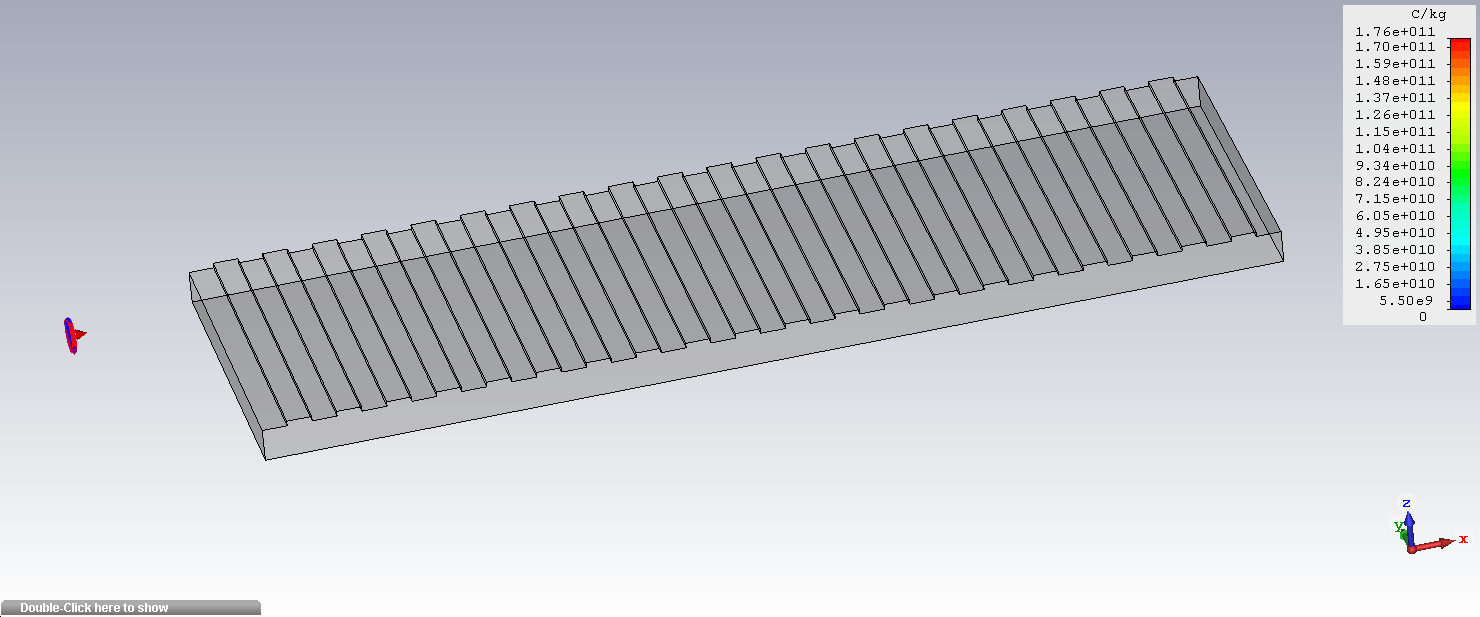 C/kg
1.76e+011
1.70e+011
1.59e+011
1.48e+011
1.37e+011
1.26e+011
1.15e+011
1.04e+011
9.34e+010
8.24e+010
7.15e+010
6.05e+010
4.95e+010
3.85e+010
2.75e+010
1.65e+010
5.50e9
0
z
y
x
Double-Click here to show